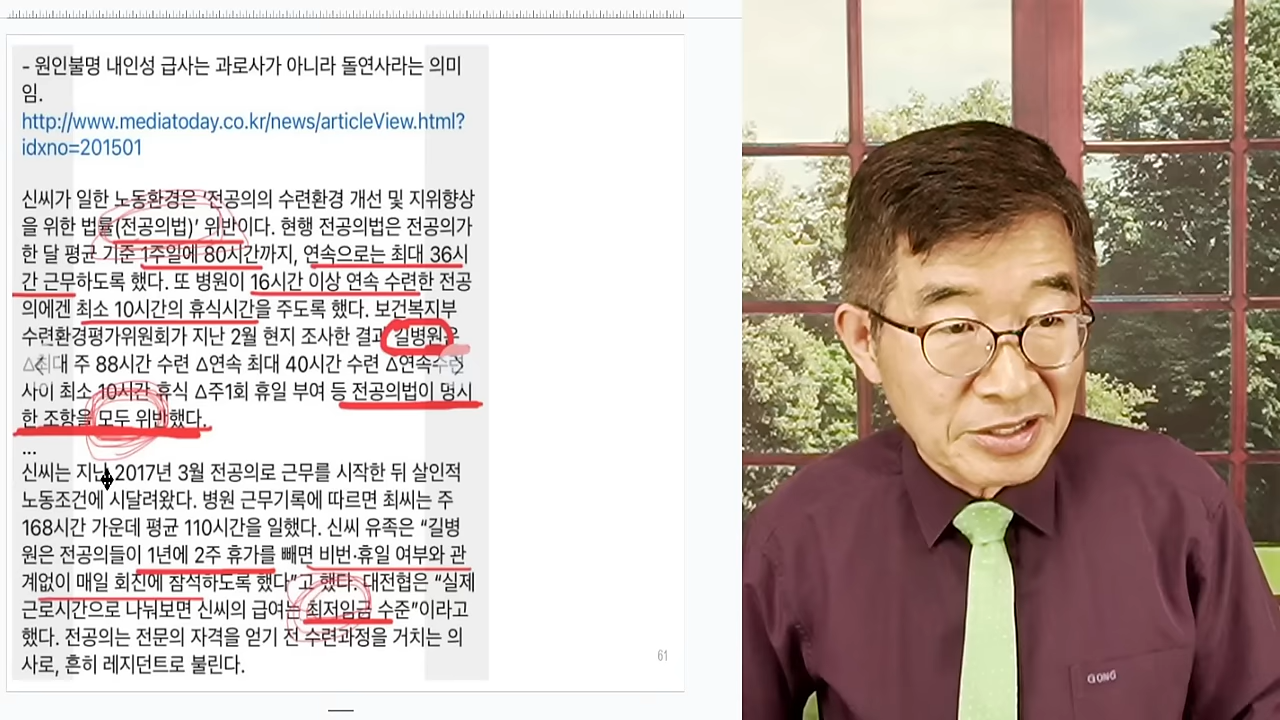 - 원인불명 내인성 급사는 과로사가 아니라 돌연사라는 의미
임.
http://www.mediatoday.co.kr/news/articleView.html?
idxno=201501
신씨가 일한 노동환경은 ‘전공의의 수련환경 개선 및 지위향상
을 위한 법률(전공의법)’ 위반이다. 현행 전공의법은 전공의가
한 달 평균 기준 1주일에 80시간까지, 연속으로는 최대 36시
간 근무하도록 했다. 또 병원이 16시간 이상 연속 수련한 전공
의에겐 최소 10시간의 휴식시간을 주도록 했다. 보건복지부
수련환경평가위원회가 지난 2월 현지 조사한 결과 길병원은
△최대 주 88시간 수련 △연속 최대 40시간 수련 △연속수련
사이 최소 10시간 휴식 △주1회 휴일 부여 등 전공의법이 명시
한 조항을 모두 위반했다.
...
신씨는 지난 2017년 3월 전공의로 근무를 시작한 뒤 살인적
노동조건에 시달려왔다. 병원 근무기록에 따르면 최씨는 주
168시간 가운데 평균 110시간을 일했다. 신씨 유족은 “길병
원은 전공의들이 1년에 2주 휴가를 빼면 비번·휴일 여부와 관
계없이 매일 회진에 참석하도록 했다”고 했다. 대전협은 “실제
근로시간으로 나눠보면 신씨의 급여는 최저임금 수준”이라고
했다. 전공의는 전문의 자격을 얻기 전 수련과정을 거치는 의
사로, 흔히 레지던트로 불린다.
61
GONG